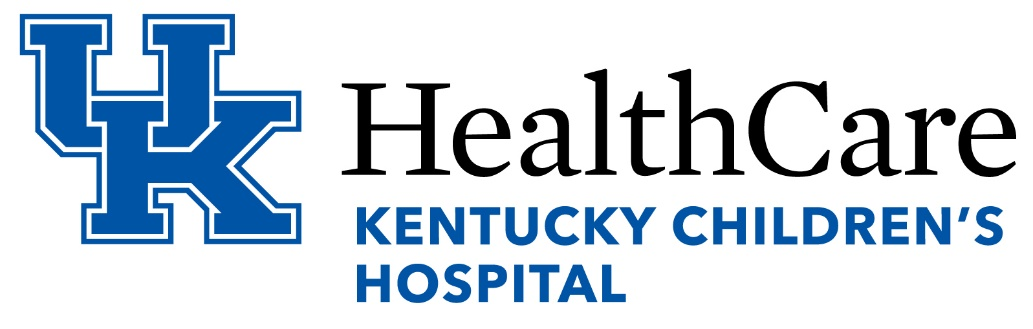 UK HealthCare
KENTUCKY CHILDREN'S
HOSPITAL